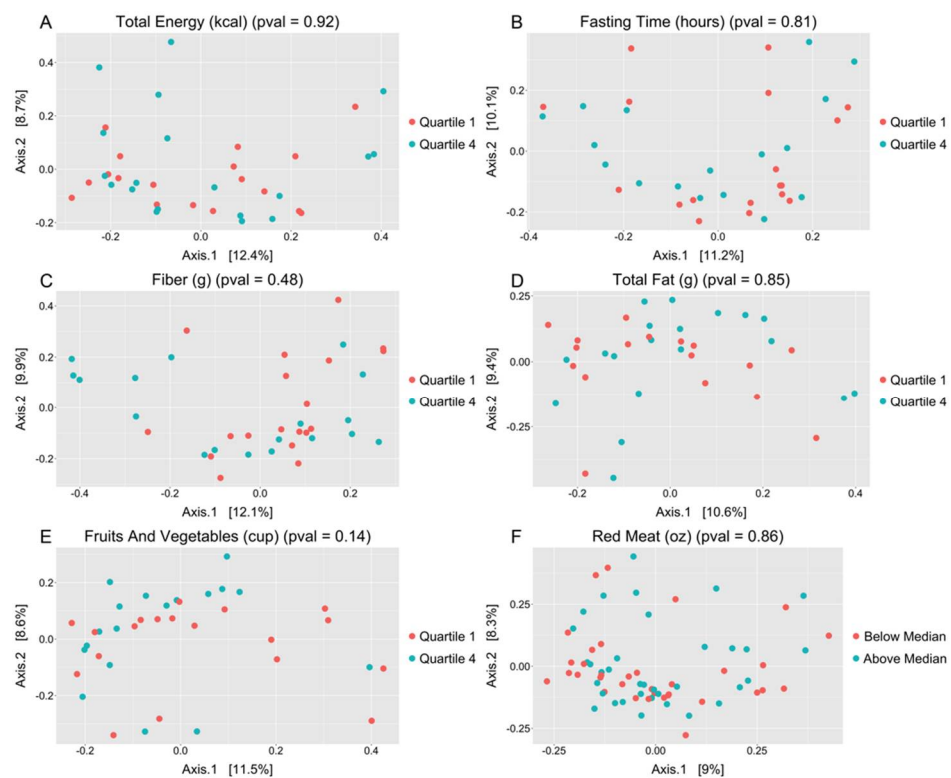 A
Total Energy (kcal) (pval = 0.92)
0.4
0.2
0.0
-0.2
Axis.2 [8.7%]
-0.2 0.0 0.2 0.4
Axis.1 [12.4%]
Quartile 1
Quartile 4
B
Fasting Time (hours) (pval = 0.81)
0.2
0.0
-0.2
Axis.2 [10.1%]
-0.4 -0.2 0.0 0.2
Axis.1 [11.2%]
Quartile 1
Quartile 4
C
Fiber (g) (pval = 0.48)
0.4
0.2
0.0
-0.2
Axis.2 [9.9%]
-0.4 -0.2 0.0 0.2
Axis.1 [12.1%]
Quartile 1
Quartile 4
D
Total Fat (g) (pval = 0.85)
0.25
0.00
-0.25
Axis.2 [9.4%]
-0.2 0.0 0.2 0.4
Axis.1 [10.6%]
Quartile 1
Quartile 4
E
Fruits And Vegetables (cup) (pval = 0.14)
0.2
0.0
-0.2
Axis.2 [8.6%]
-0.2 0.0 0.2 0.4
Axis.1 [11.5%]
Quartile 1
Quartile 4
F
Red Meat (oz) (pval = 0.86)
0.25
0.00
-0.25
Axis.2 [8.3%]
-0.25 0.00 0.25
Axis.1 [9%]
Below Median
Above Median